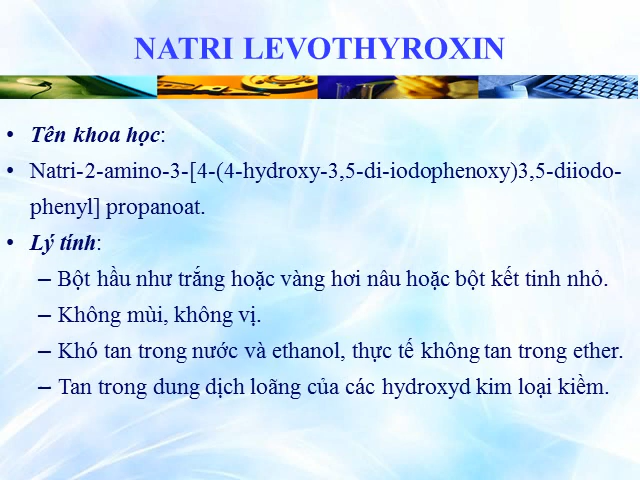 NATRI LEVOTHYROXIN
• Tên khoa học:
• Natri-2-amino-3-[4-(4-hydroxy-3,5-di-iodophenoxy)3,5-diiodo-
phenyl] propanoat.
• Lý tính:
– Bột hầu như trắng hoặc vàng hơi nâu hoặc bột kết tinh nhỏ.
– Không mùi, không vị.
– Khó tan trong nước và ethanol, thực tế không tan trong ether.
– Tan trong dung dịch loãng của các hydroxyd kim loại kiềm.